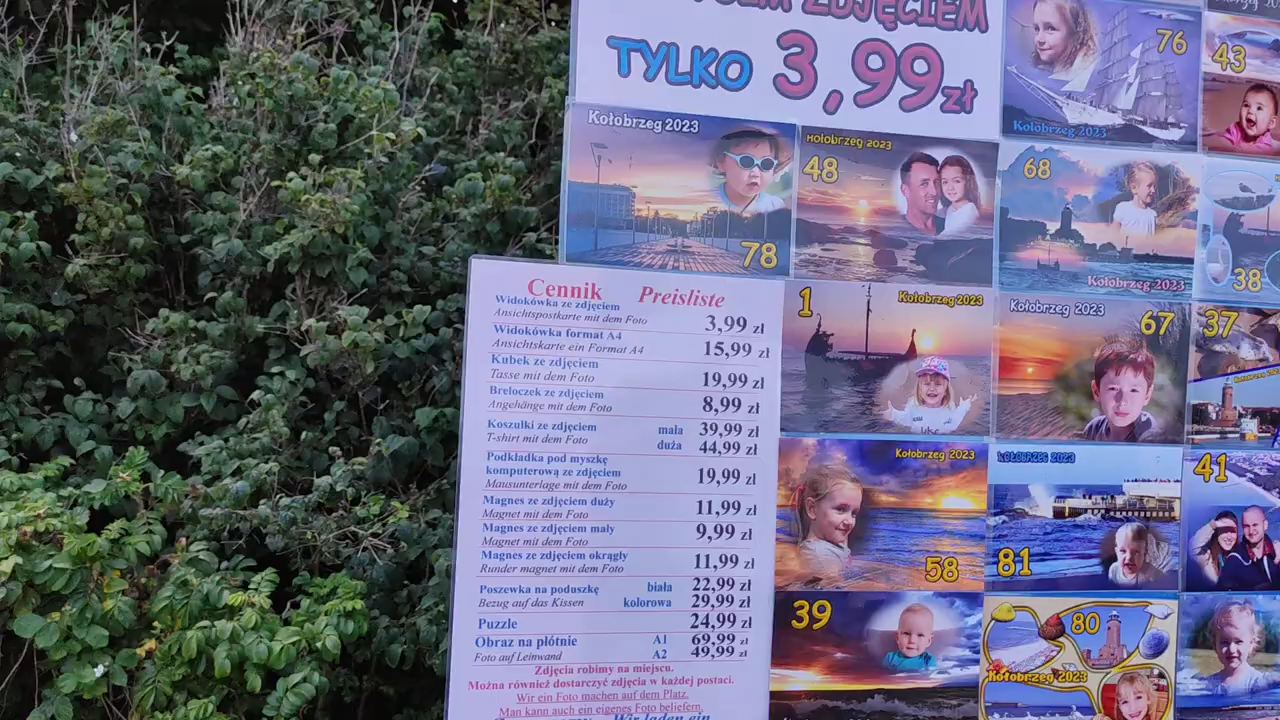 ZDJĘCIEM
TYLKO 3,99 zł
76
Kołobrzeg 2023
43
Kołobrzeg 2023
78
Kołobrzeg 2023
48
68
Kołobrzeg 2023
38
1
Kołobrzeg 2023
Kołobrzeg 2023
67
37
Kołobrzeg 2023
58
KOŁOBRZEG 2023
81
41
39
80
Kołobrzeg 2023
Cennik Preisliste
Widokówka ze zdjęciem
Ansichtspostkarte mit dem Foto 3,99 zł
Widokówka format A4
Ansichtskarte ein Format A4 15,99 zł
Kubek ze zdjęciem
Tasse mit dem Foto 19,99 zł
Breloczek ze zdjęciem
Angehänge mit dem Foto 8,99 zł
Koszulki ze zdjęciem mała 39,99 zł
T-shirt mit dem Foto duża 44,99 zł
Podkładka pod myszkę
komputerową ze zdjęciem 19,99 zł
Mausunterlage mit dem Foto
Magnes ze zdjęciem duży
Magnet mit dem Foto 11,99 zł
Magnes ze zdjęciem mały
Magnet mit dem Foto 9,99 zł
Magnes ze zdjęciem okrągły
Runder magnet mit dem Foto 11,99 zł
Poszewka na poduszkę biała 22,99 zł
Bezug auf das Kissen kolorowa 29,99 zł
Puzzle 24,99 zł
Obraz na płótnie A1 69,99 zł
Foto auf Leinwand A2 49,99 zł
Zdjęcia robimy na miejscu.
Można również dostarczyć zdjęcia w każdej postaci.
Wir ein Foto machen auf dem Platz.
Man kann auch ein eigenes Foto beliefern.
Wir laden ein